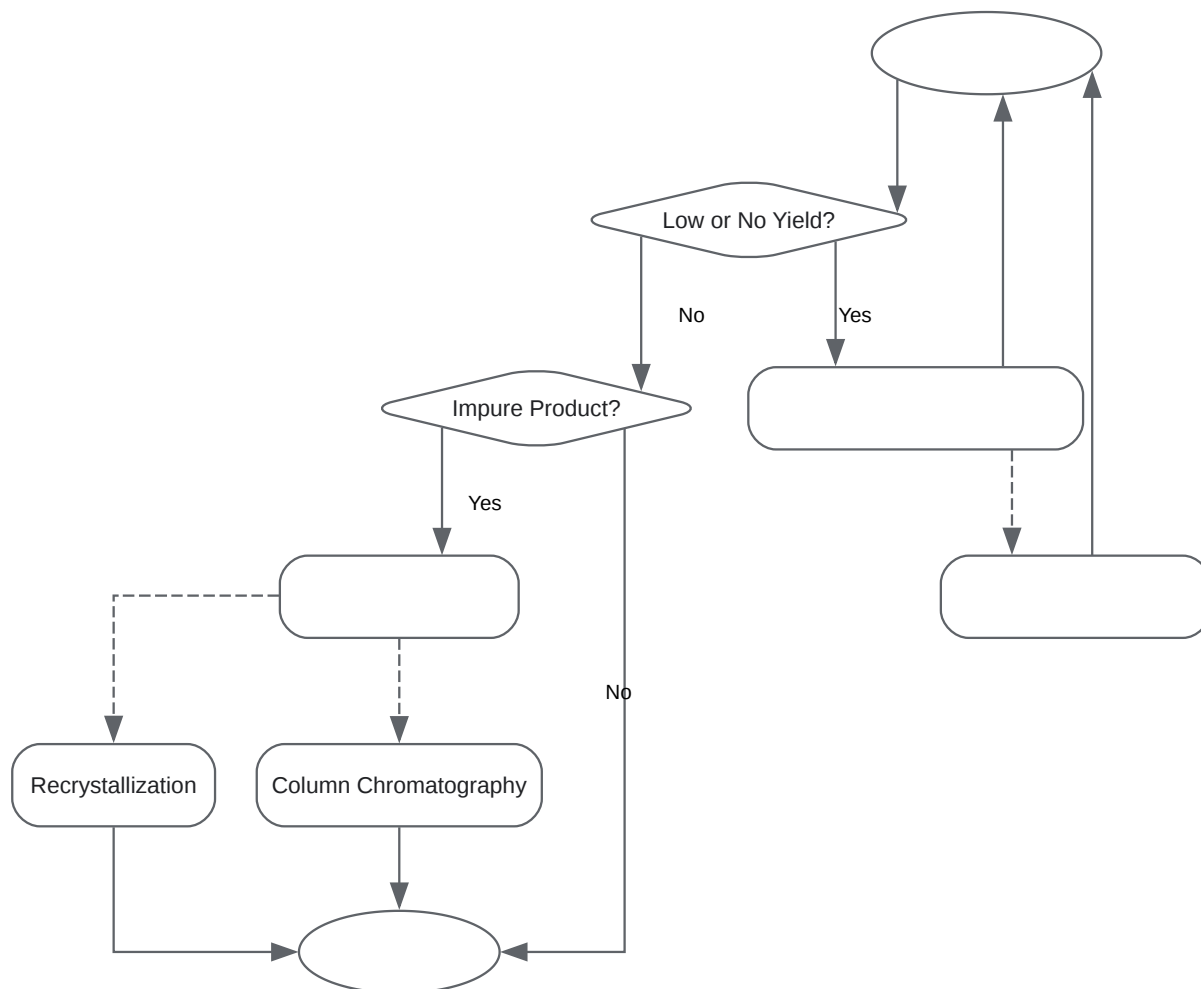 Low or No Yield?
No
Yes
Impure Product?
Yes
No
Recrystallization
Column Chromatography